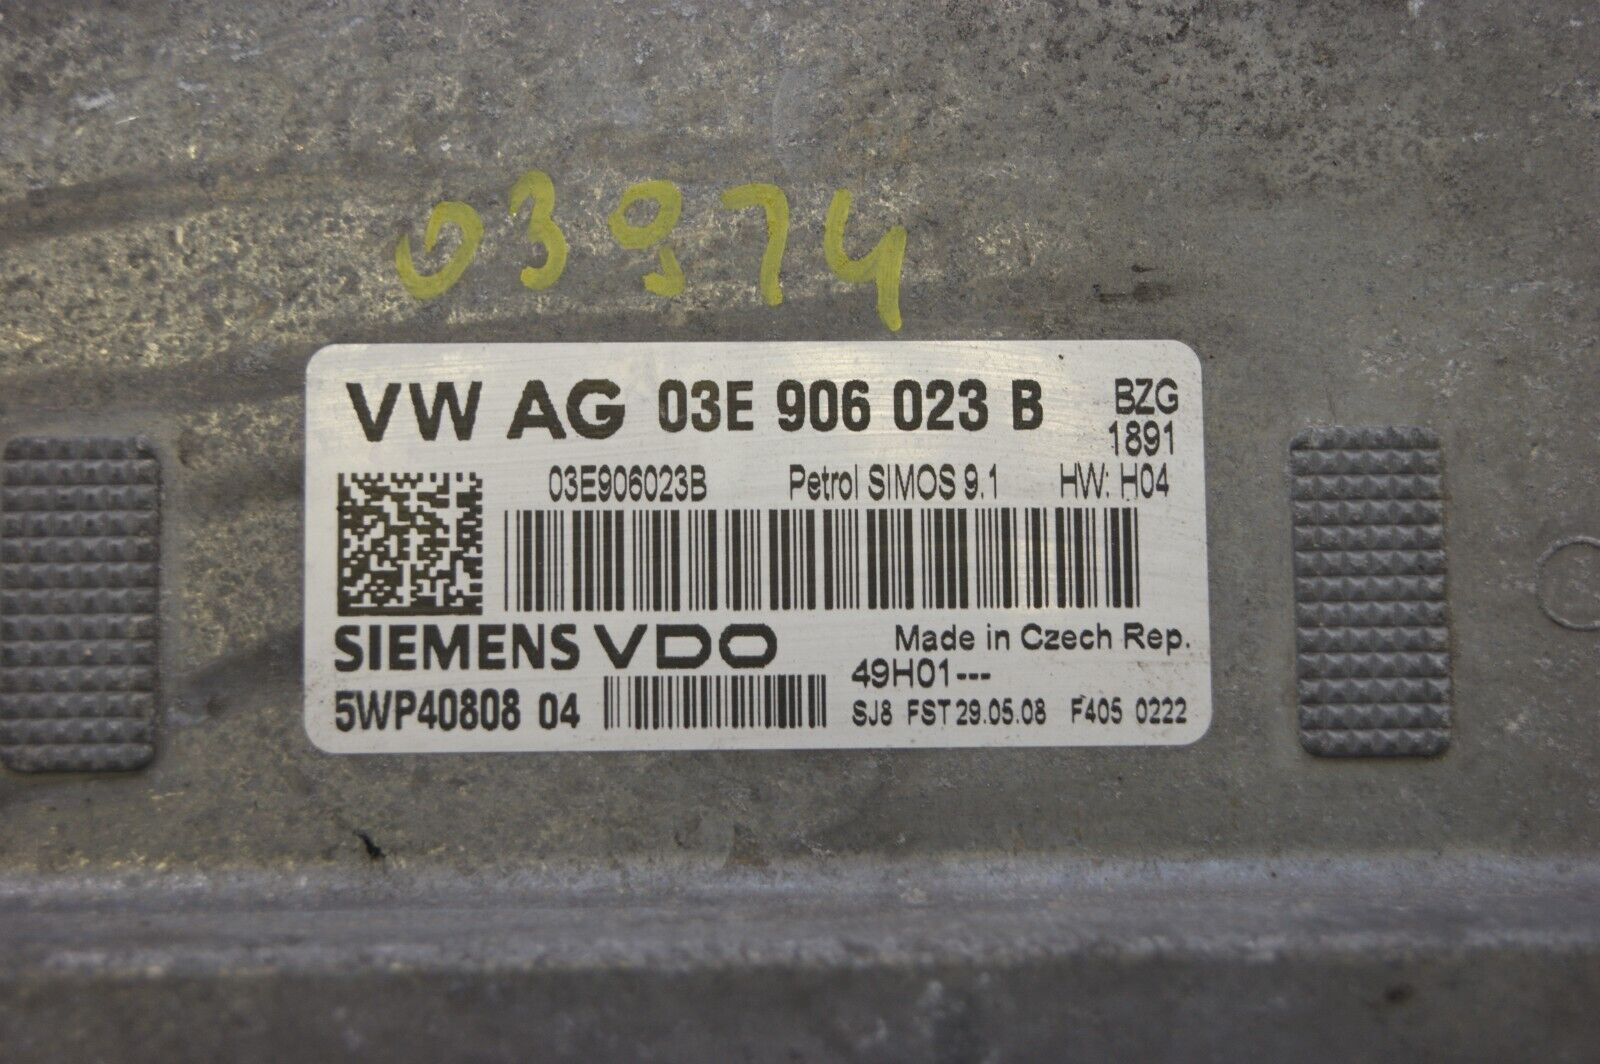 03974
VW AG 03E 906 023 B BZG
1891
03E906023B Petrol SIMOS 9.1 HW: H04
SIEMENS VDO Made in Czech Rep.
49H01---
5WP40808 04 SJ8 FST 29.05.08 F405 0222